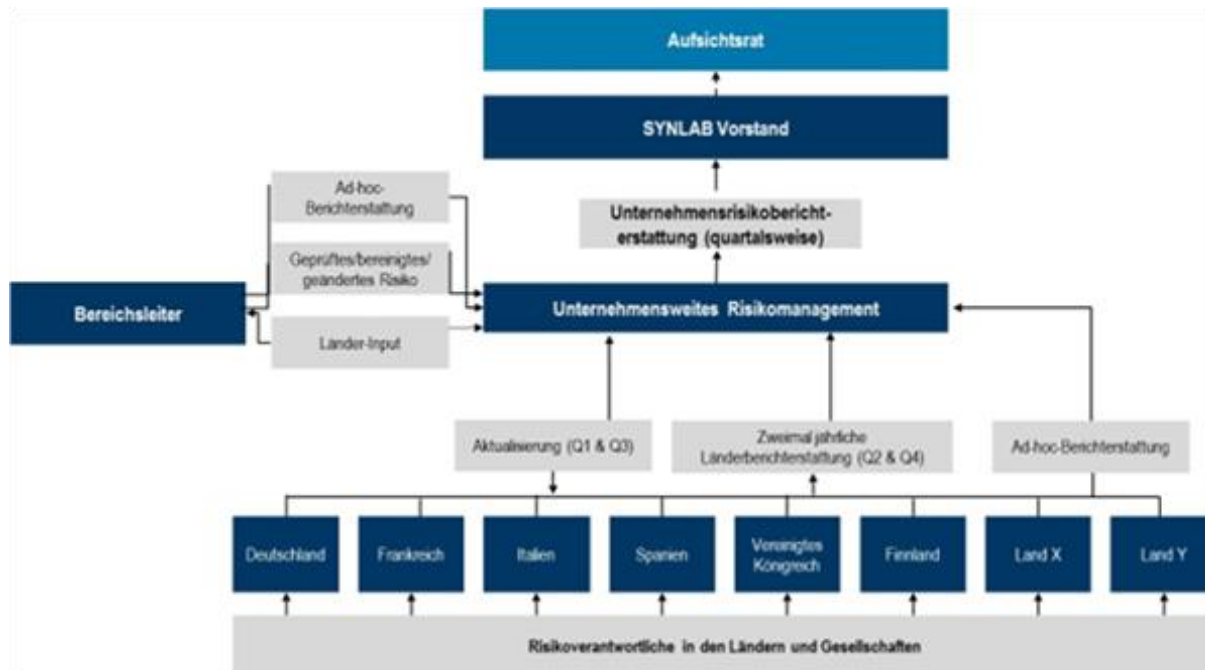 Aufsichtsrat
SYNLAB Vorstand
Ad-hoc-
Berichterstattung
Unternehmensrisikobericht-
erstattung (quartalsweise)
Geprüftes/bereinigtes/
geändertes Risiko
Bereichsleiter
Unternehmensweites Risikomanagement
Länder-Input
Aktualisierung (Q1 & Q3)
Zweimal jährliche
Länderberichterstattung (Q2 & Q4)
Ad-hoc-Berichterstattung
Deutschland
Frankreich
Italien
Spanien
Vereinigtes
Königreich
Finnland
Land X
Land Y
Risikoverantwortliche in den Ländern und Gesellschaften